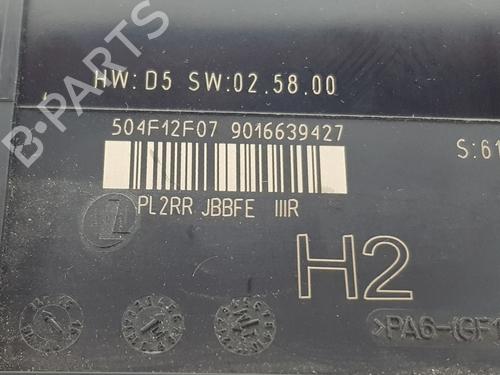 B-PARTS
HW: D5 SW:02.58.00
504F12F07 9016639427
S:61
PL2RR JBBFE IIIR
H2
>PA6-(GF